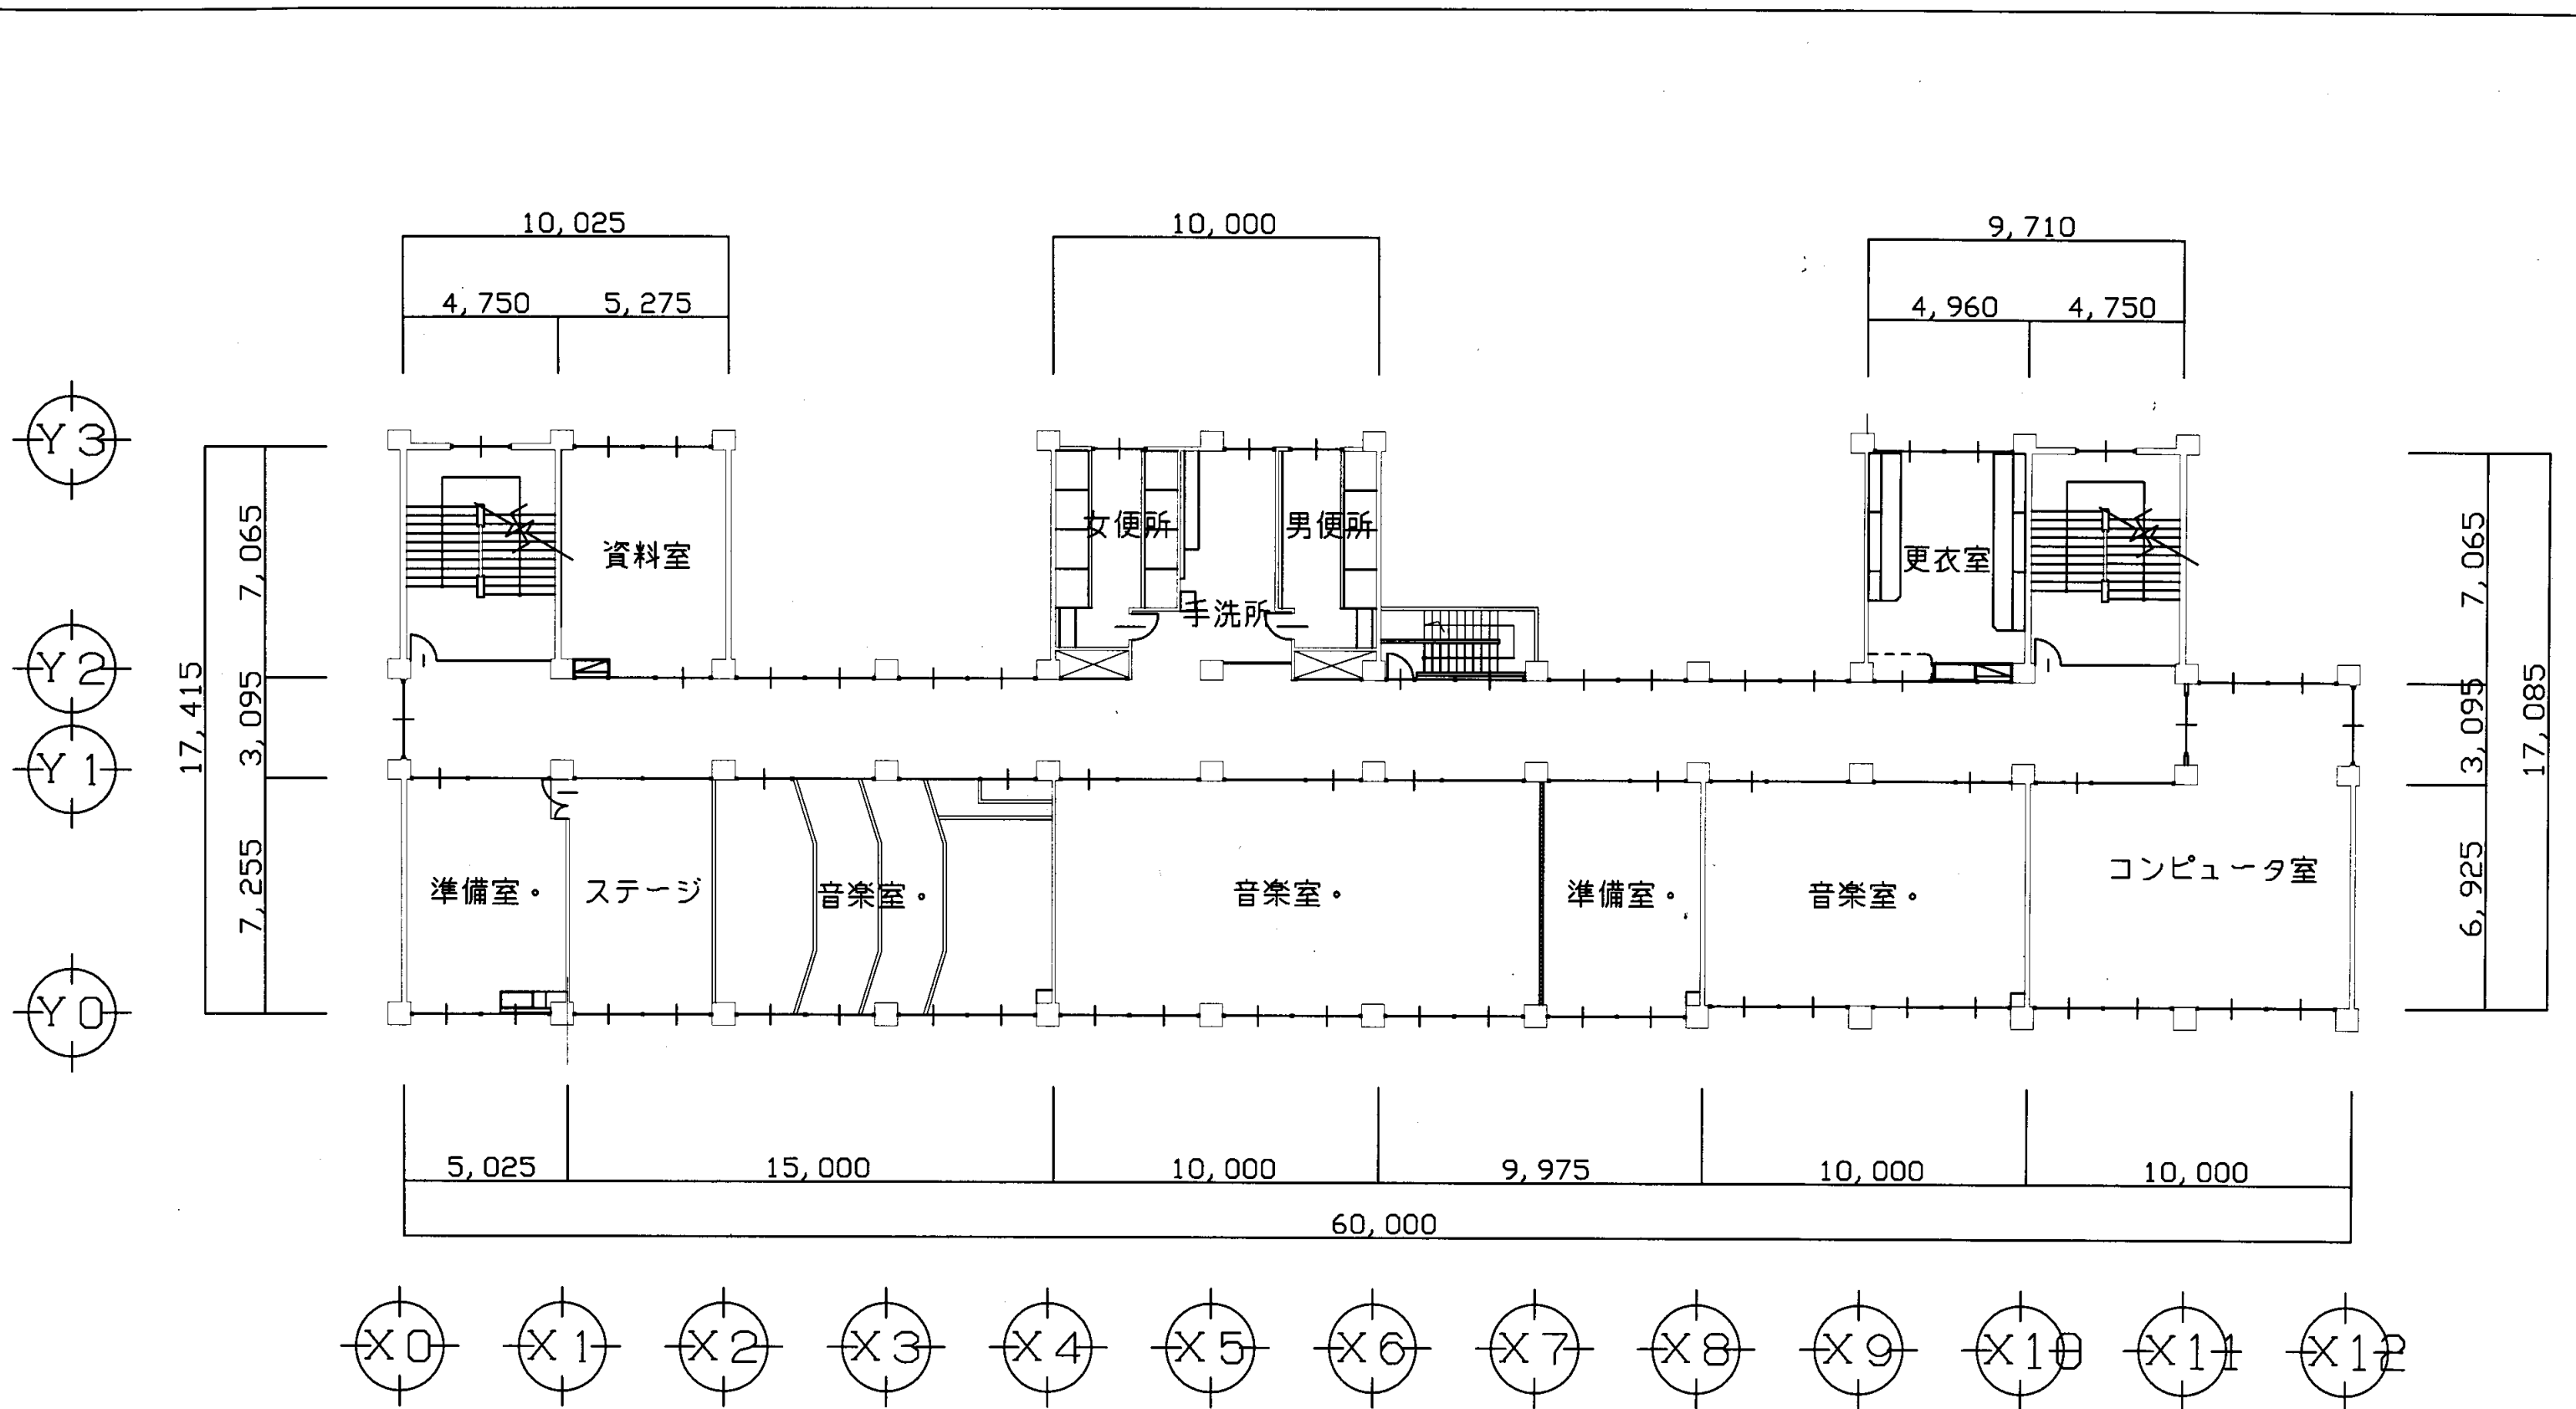 10,025
10,000
9,710
4,750
5,275
4,960
4,750
Y3
Y2
Y1
Y0
17,415
7,065
3,095
7,255
7,065
3,095
6,925
17,085
資料室
女便所
手洗所
男便所
更衣室
準備室。
ステージ
音楽室。
音楽室。
準備室。
音楽室。
コンピュータ室
5,025
15,000
10,000
9,975
10,000
10,000
60,000
X0
X1
X2
X3
X4
X5
X6
X7
X8
X9
X10
X11
X12